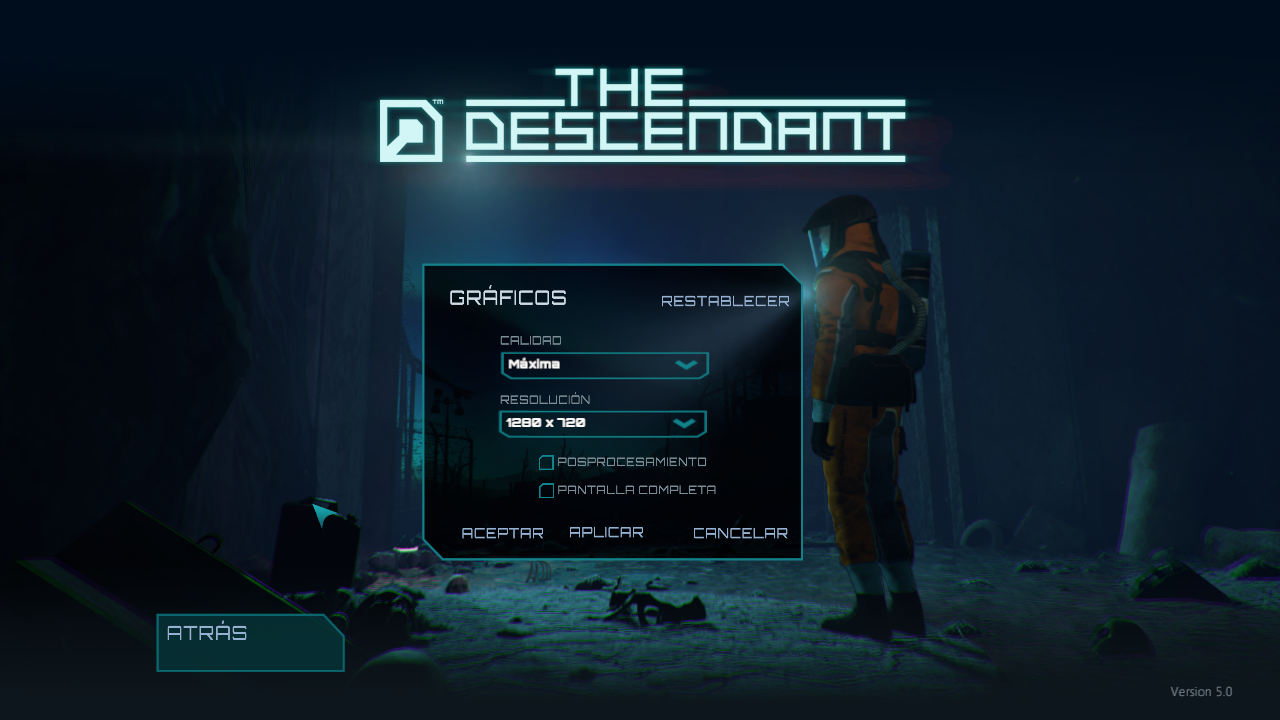 THE
DESCENDANT
TM
GRÁFICOS
RESTABLECER
CALIDAD
Máxima
RESOLUCIÓN
1280 x 720
POSPROCESAMIENTO
PANTALLA COMPLETA
ACEPTAR APLICAR CANCELAR
ATRÁS
Version 5.0